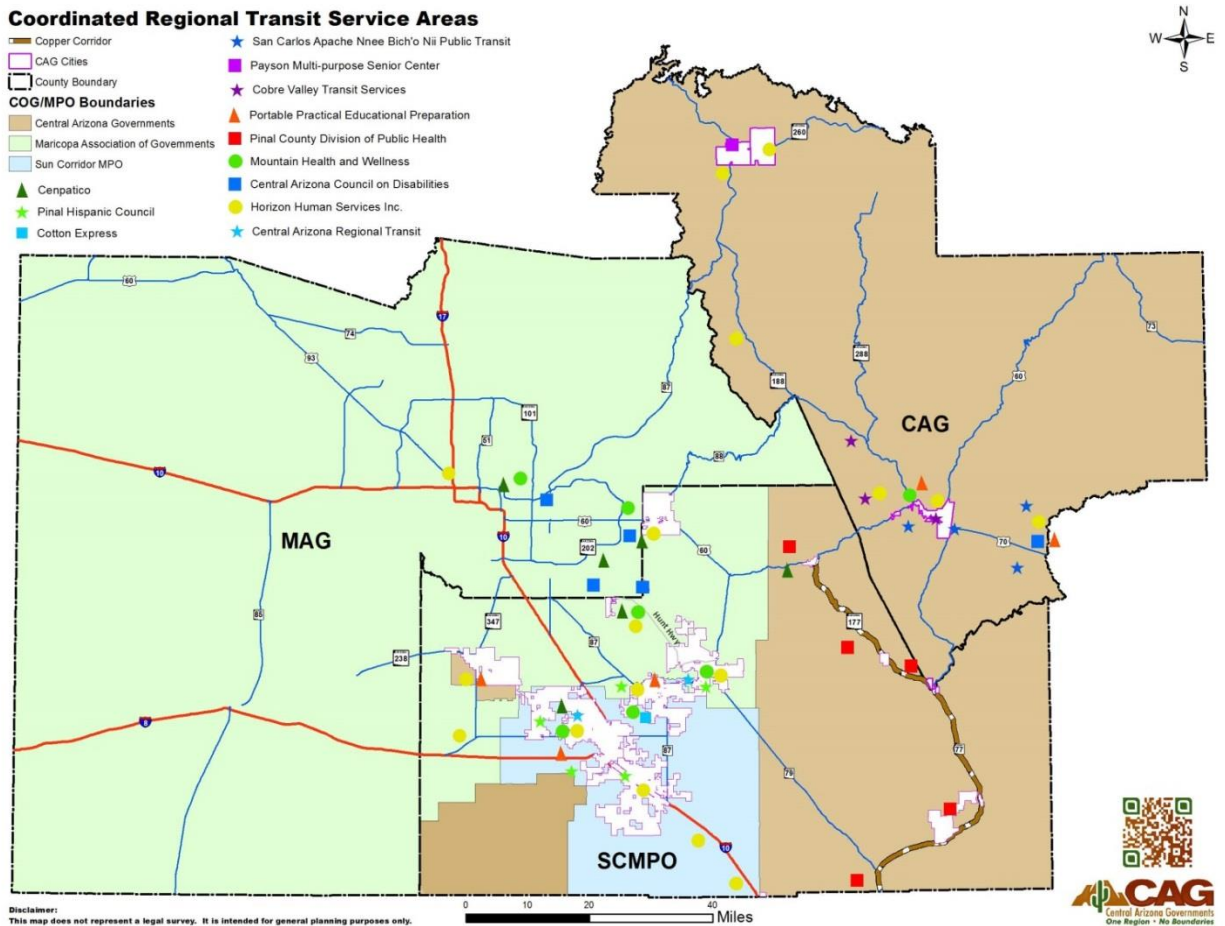 Coordinated Regional Transit Service Areas
Copper Corridor
CAG Cities
County Boundary
COG/MPO Boundaries
Central Arizona Governments
Maricopa Association of Governments
Sun Corridor MPO
Cenpatico
Pinal Hispanic Council
Cotton Express
San Carlos Apache Nnee Bich'o Nii Public Transit
Payson Multi-purpose Senior Center
Cobre Valley Transit Services
Portable Practical Educational Preparation
Pinal County Division of Public Health
Mountain Health and Wellness
Central Arizona Council on Disabilities
Horizon Human Services Inc.
Central Arizona Regional Transit
N
W E
S
260
60
17
74
73
93
188
288
60
87
101
51
CAG
88
10
60
MAG
10
202
60
70
85
347
Hunt Hwy
177
87
238
8
87
77
79
SCMPO
10
Disclaimer:
This map does not represent a legal survey. It is intended for general planning purposes only.
0 10 20 40
Miles
CAG
Central Arizona Governments
One Region • No Boundaries